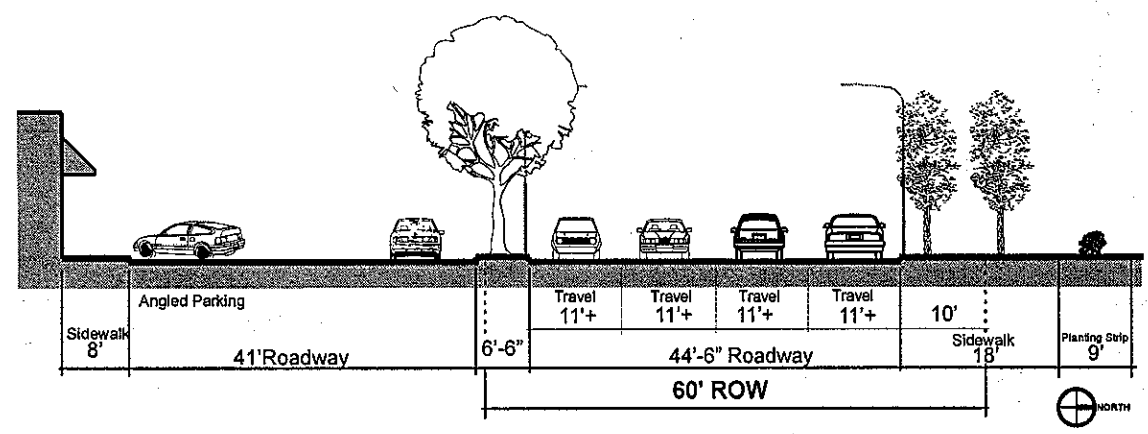 Angled Parking
Travel
11'+
Travel
11'+
Travel
11'+
Travel
11'+
10'
Sidewalk
8'
41'Roadway
6'-6"
44'-6" Roadway
Sidewalk
18'
Planting Strip
9'
60' ROW
NORTH